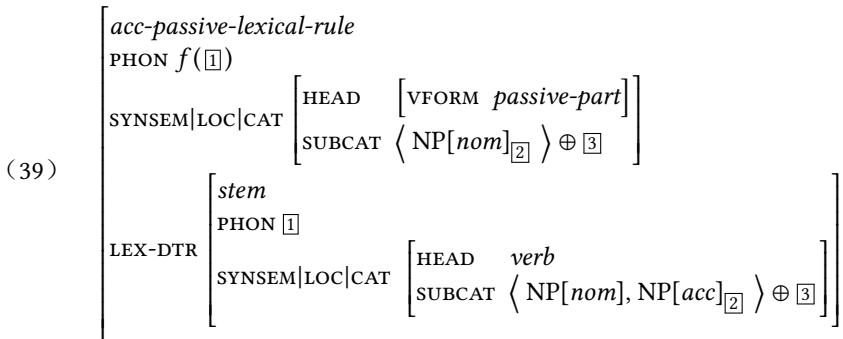 (39)
acc-passive-lexical-rule
PHON f(1)
SYNSEM|LOC|CAT [HEAD [VFORM passive-part]
SUBCAT ⟨ NP[nom]2 ⟩ ⊕ 3]
LEX-DTR [stem
PHON 1
SYNSEM|LOC|CAT [HEAD verb
SUBCAT ⟨ NP[nom], NP[acc]2 ⟩ ⊕ 3]]